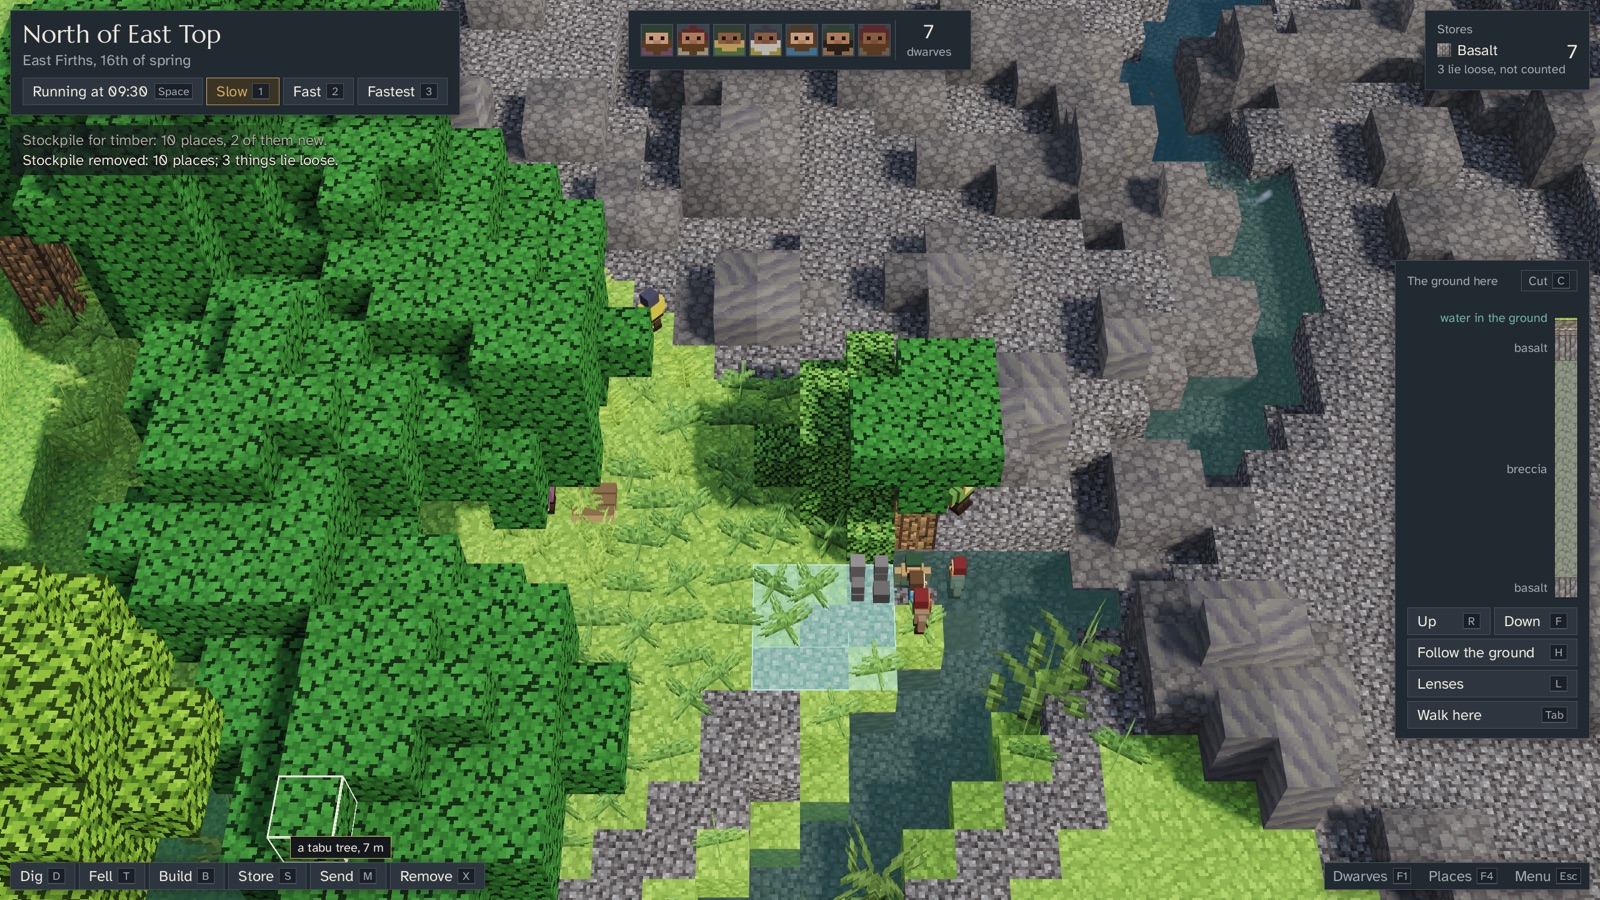 North of East Top
East Firths, 16th of spring
Running at 09:30 Space
Slow 1
Fast 2
Fastest 3
Stockpile for timber: 10 places, 2 of them new.
Stockpile removed: 10 places; 3 things lie loose.
7
dwarves
Stores
Basalt 7
3 lie loose, not counted
The ground here
Cut C
water in the ground
basalt
breccia
basalt
Up R
Down F
Follow the ground H
Lenses L
Walk here Tab
a tabu tree, 7 m
Dig D
Fell T
Build B
Store S
Send M
Remove X
Dwarves F1
Places F4
Menu Esc